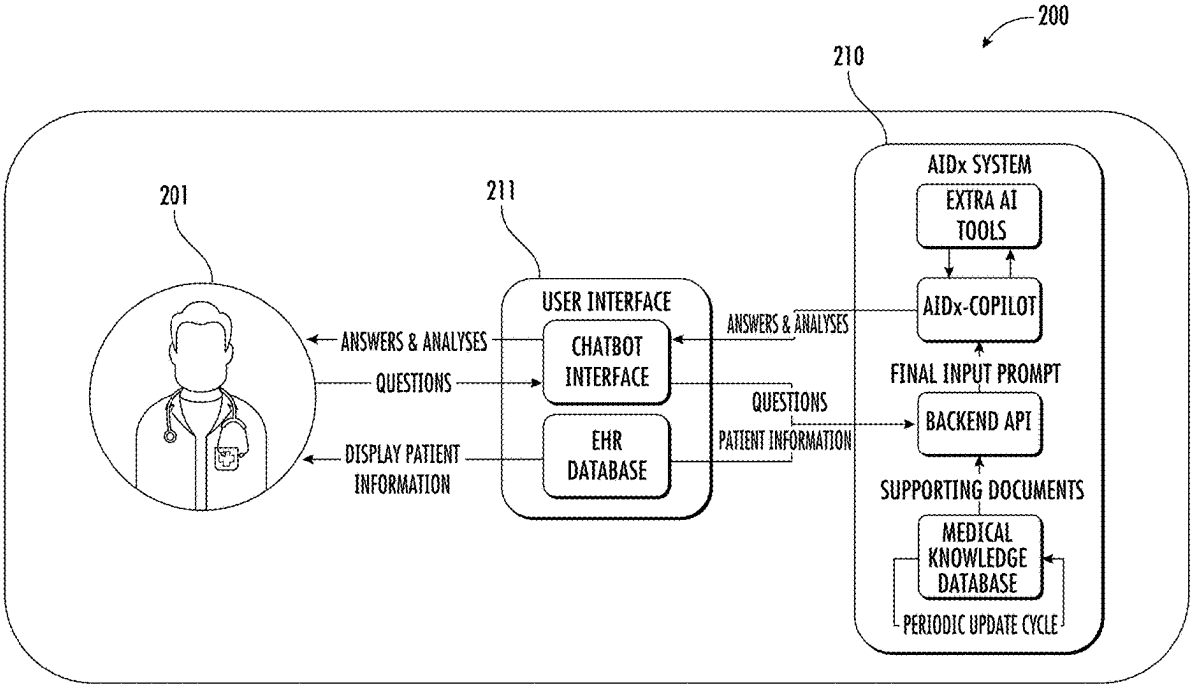 200
210
AIDx SYSTEM
EXTRA AI
TOOLS
201
211
USER INTERFACE
AIDx-COPILOT
ANSWERS & ANALYSES
CHATBOT
INTERFACE
ANSWERS & ANALYSES
QUESTIONS
FINAL INPUT PROMPT
QUESTIONS
BACKEND API
PATIENT INFORMATION
EHR
DATABASE
DISPLAY PATIENT
INFORMATION
SUPPORTING DOCUMENTS
MEDICAL
KNOWLEDGE
DATABASE
PERIODIC UPDATE CYCLE